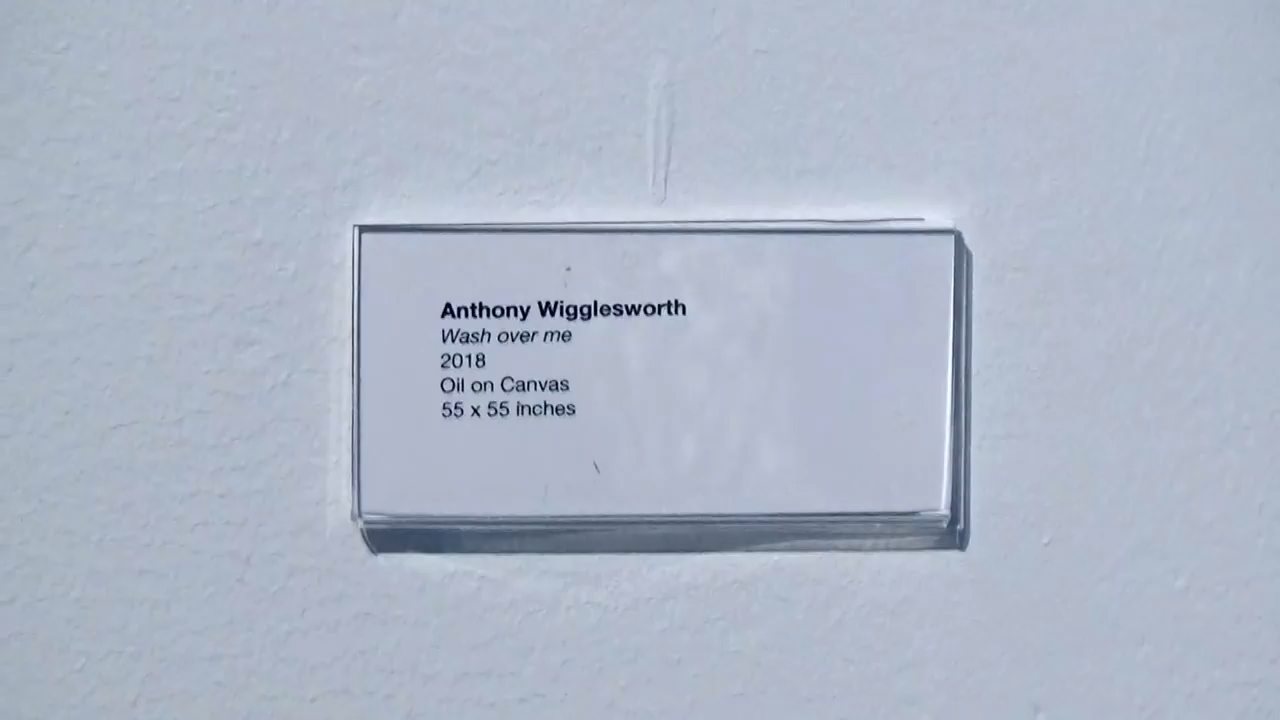 Anthony Wigglesworth
Wash over me
2018
Oil on Canvas
55 x 55 inches